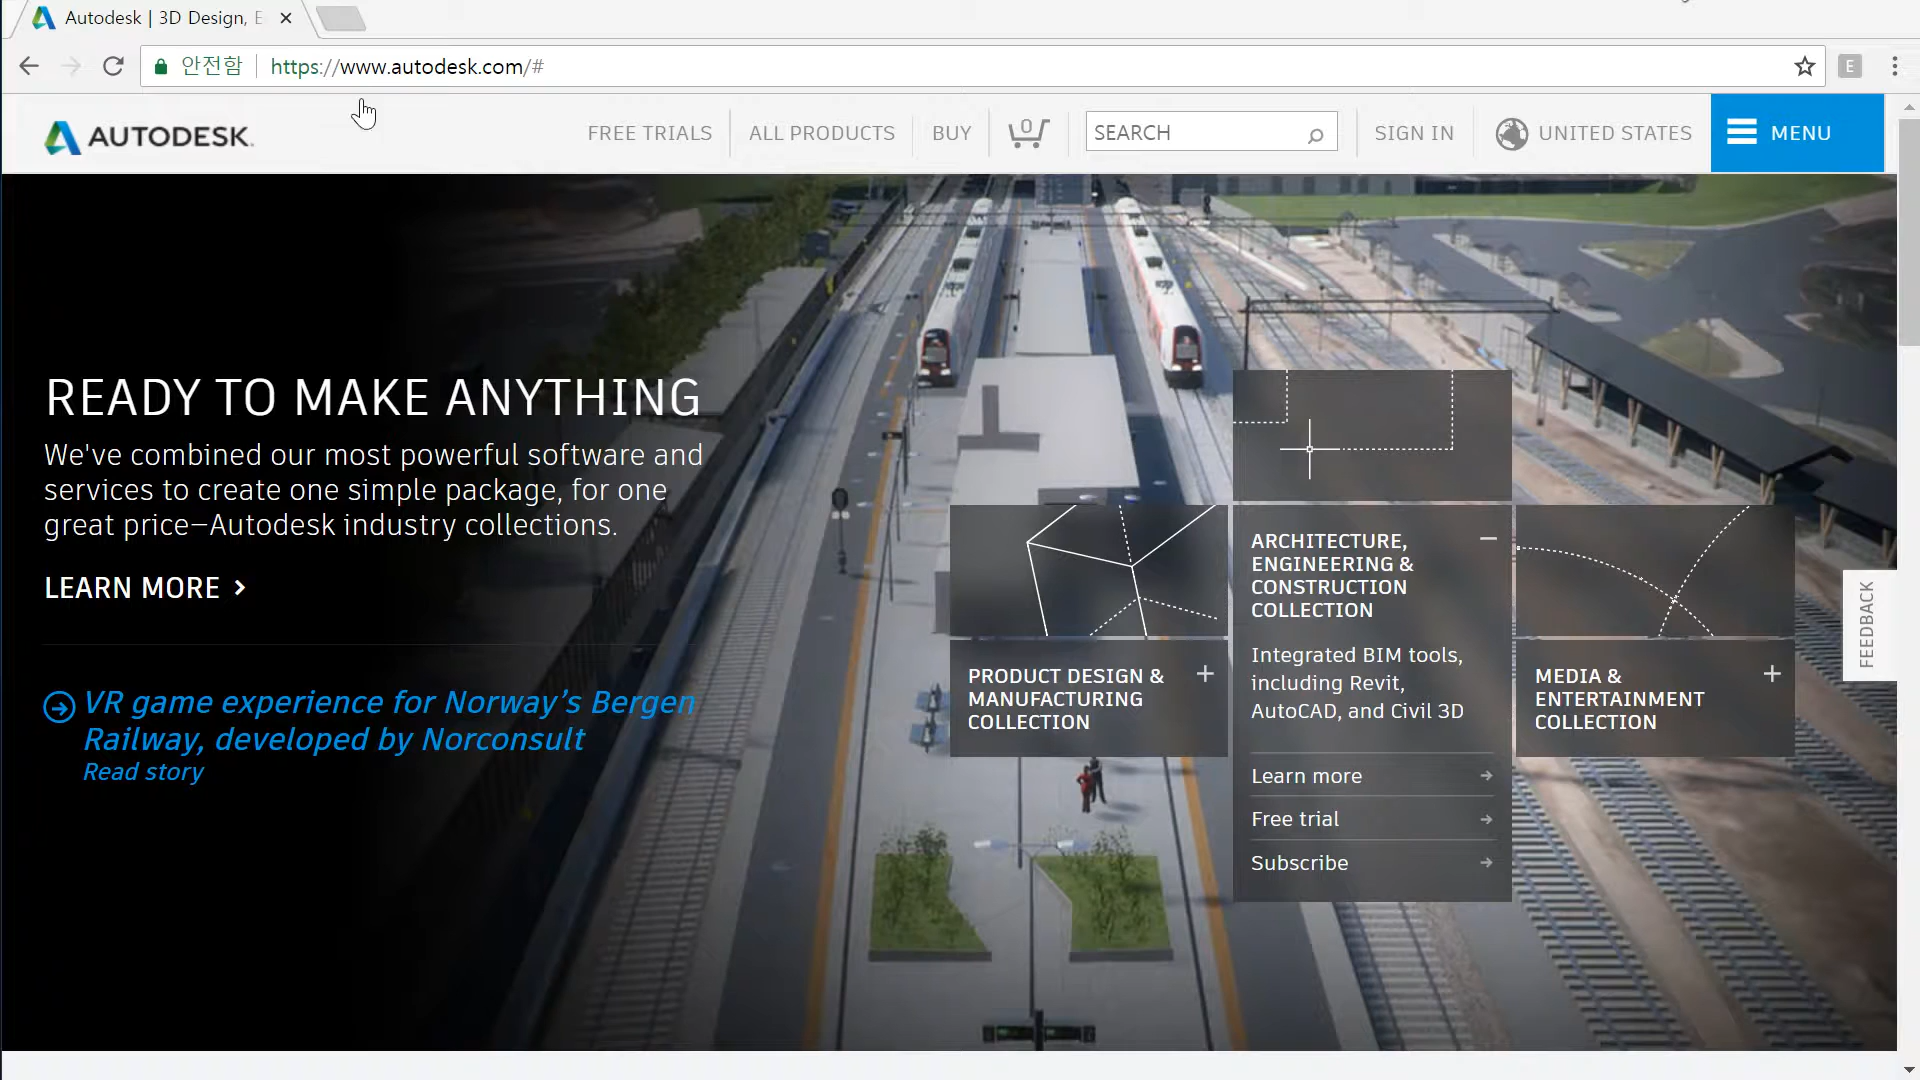 Autodesk | 3D Design, E
안전함 https://www.autodesk.com/#
E
AUTODESK.
FREE TRIALS
ALL PRODUCTS
BUY
0
SEARCH
SIGN IN
UNITED STATES
MENU
READY TO MAKE ANYTHING
We've combined our most powerful software and
services to create one simple package, for one
great price—Autodesk industry collections.
LEARN MORE
VR game experience for Norway’s Bergen
Railway, developed by Norconsult
Read story
PRODUCT DESIGN &
MANUFACTURING
COLLECTION
ARCHITECTURE,
ENGINEERING &
CONSTRUCTION
COLLECTION
Integrated BIM tools,
including Revit,
AutoCAD, and Civil 3D
Learn more
Free trial
Subscribe
MEDIA &
ENTERTAINMENT
COLLECTION
FEEDBACK